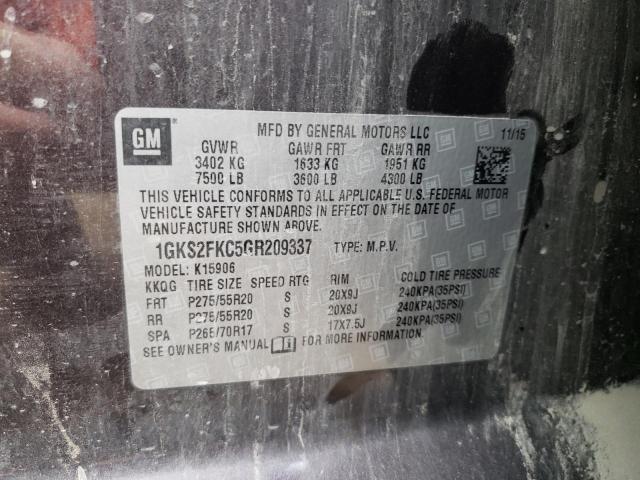 GM ®
MFD BY GENERAL MOTORS LLC 11/15
GVWR GAWR FRT GAWR RR
3402 KG 1633 KG 1951 KG
7500 LB 3600 LB 4300 LB
THIS VEHICLE CONFORMS TO ALL APPLICABLE U.S. FEDERAL MOTOR
VEHICLE SAFETY STANDARDS IN EFFECT ON THE DATE OF
MANUFACTURE SHOWN ABOVE.
1GKS2FKC5GR209337 TYPE: M.P.V.
MODEL: K15906
KKQG TIRE SIZE SPEED RTG RIM COLD TIRE PRESSURE
FRT P275/55R20 S 20X9J 240KPA(35PSI)
RR P275/55R20 S 20X9J 240KPA(35PSI)
SPA P265/70R17 S 17X7.5J 240KPA(35PSI)
SEE OWNER'S MANUAL FOR MORE INFORMATION.